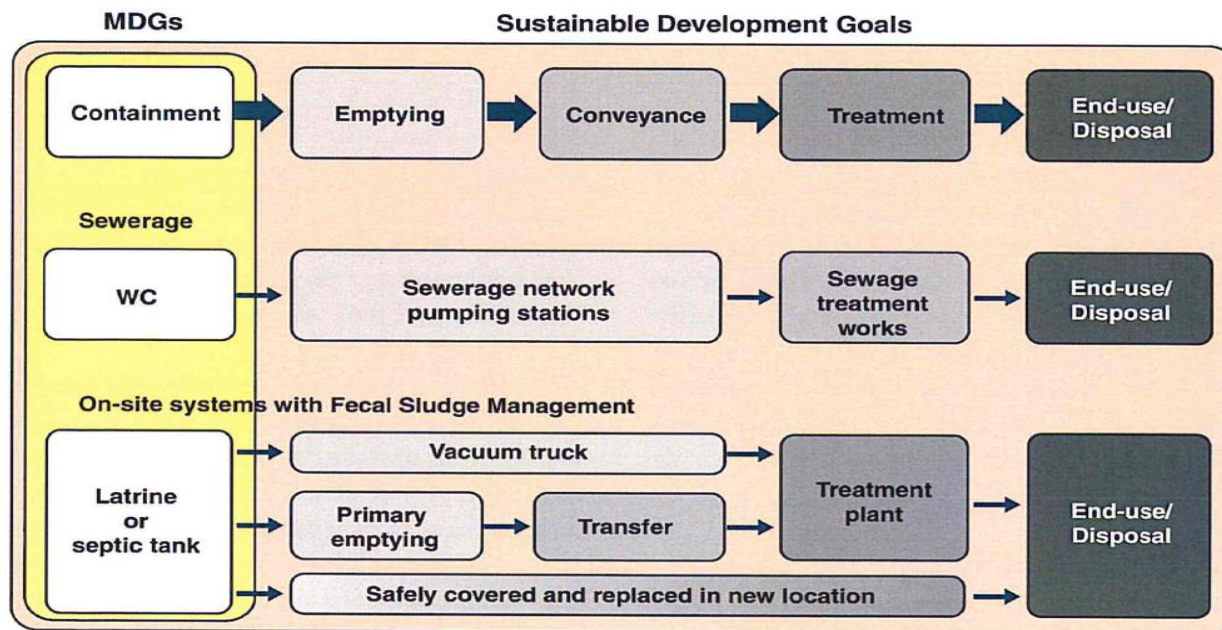 MDGs
Sustainable Development Goals
Containment
Emptying
Conveyance
Treatment
End-use/
Disposal
Sewerage
WC
Sewerage network
pumping stations
Sewage
treatment
works
End-use/
Disposal
On-site systems with Fecal Sludge Management
Latrine
or
septic tank
Vacuum truck
Primary
emptying
Transfer
Treatment
plant
Safely covered and replaced in new location
End-use/
Disposal